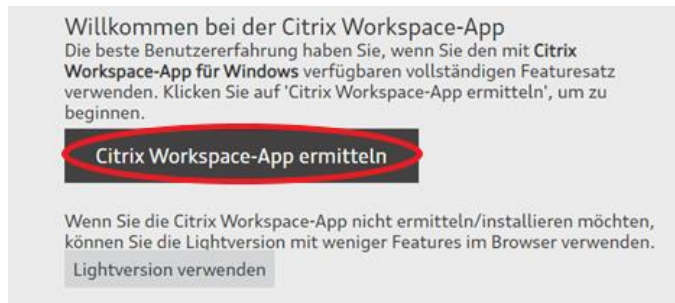 Willkommen bei der Citrix Workspace-App
Die beste Benutzererfahrung haben Sie, wenn Sie den mit Citrix
Workspace-App für Windows verfügbaren vollständigen Featuresatz
verwenden. Klicken Sie auf 'Citrix Workspace-App ermitteln', um zu
beginnen.
Citrix Workspace-App ermitteln
Wenn Sie die Citrix Workspace-App nicht ermitteln/installieren möchten,
können Sie die Lightversion mit weniger Features im Browser verwenden.
Lightversion verwenden